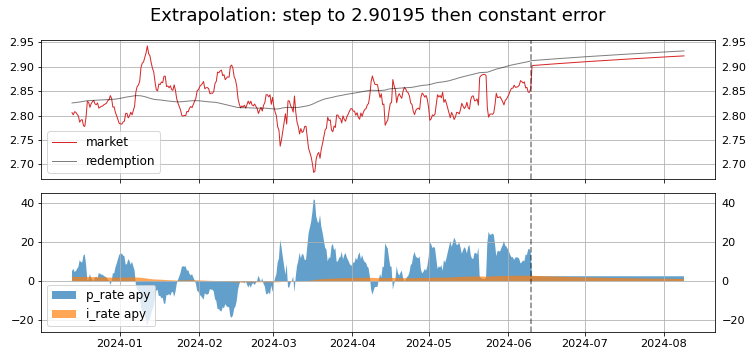 Extrapolation: step to 2.90195 then constant error
2.95 2.95
2.90 2.90
2.85 2.85
2.80 2.80
2.75 2.75
2.70 2.70
market
redemption
40 40
20 20
0 0
−20 −20
p_rate apy
i_rate apy
2024-01 2024-02 2024-03 2024-04 2024-05 2024-06 2024-07 2024-08